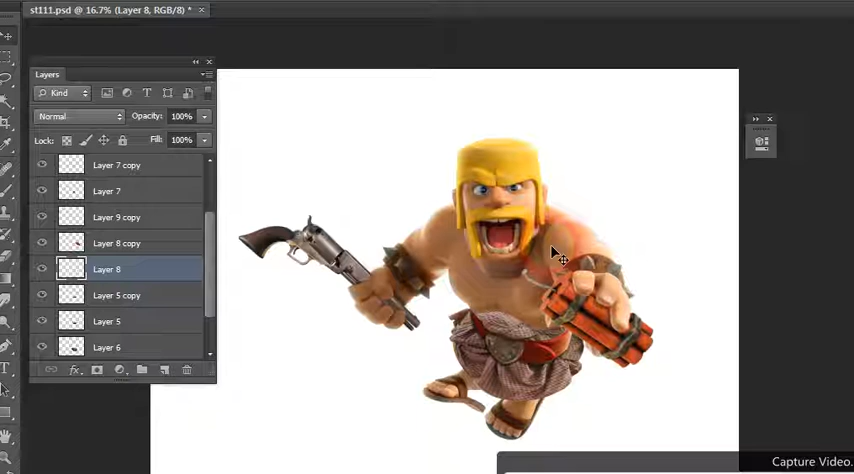 st111.psd @ 16.7% (Layer 8, RGB/8) * ×
Layers
Kind
Normal Opacity: 100%
Lock: Fill: 100%
Layer 7 copy
Layer 7
Layer 9 copy
Layer 8 copy
Layer 8
Layer 5 copy
Layer 5
Layer 6
fx
Capture Video.